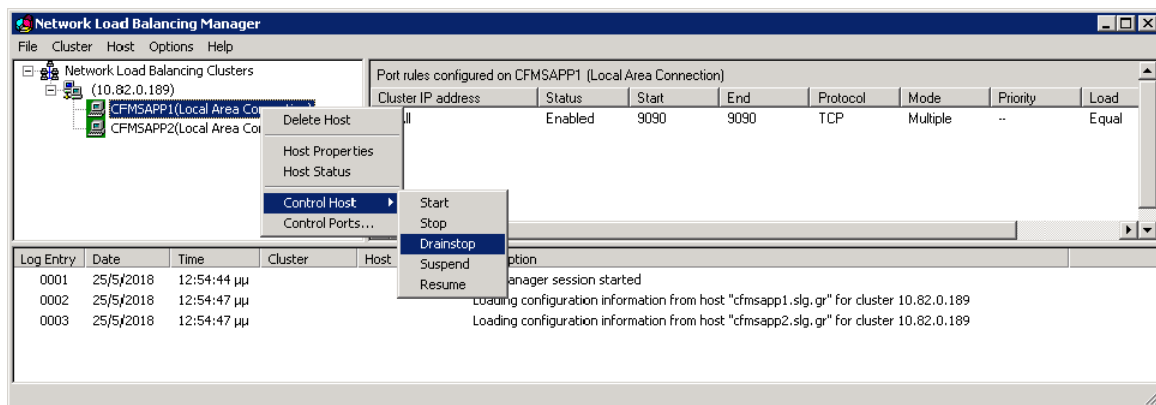 Network Load Balancing Manager
File Cluster Host Options Help
Network Load Balancing Clusters
(10.82.0.189)
CFMSAPP1(Local Area Connection)
CFMSAPP2(Local Area Co
Delete Host
Host Properties
Host Status
Control Host
Control Ports...
Start
Stop
Drainstop
Suspend
Resume
Port rules configured on CFMSAPP1 (Local Area Connection)
Cluster IP address Status Start End Protocol Mode Priority Load
ll Enabled 9090 9090 TCP Multiple -- Equal
Log Entry Date Time Cluster Host ption
0001 25/5/2018 12:54:44 μμ anager session started
0002 25/5/2018 12:54:47 μμ Loading configuration information from host "cfmsapp1.slg.gr" for cluster 10.82.0.189
0003 25/5/2018 12:54:47 μμ Loading configuration information from host "cfmsapp2.slg.gr" for cluster 10.82.0.189